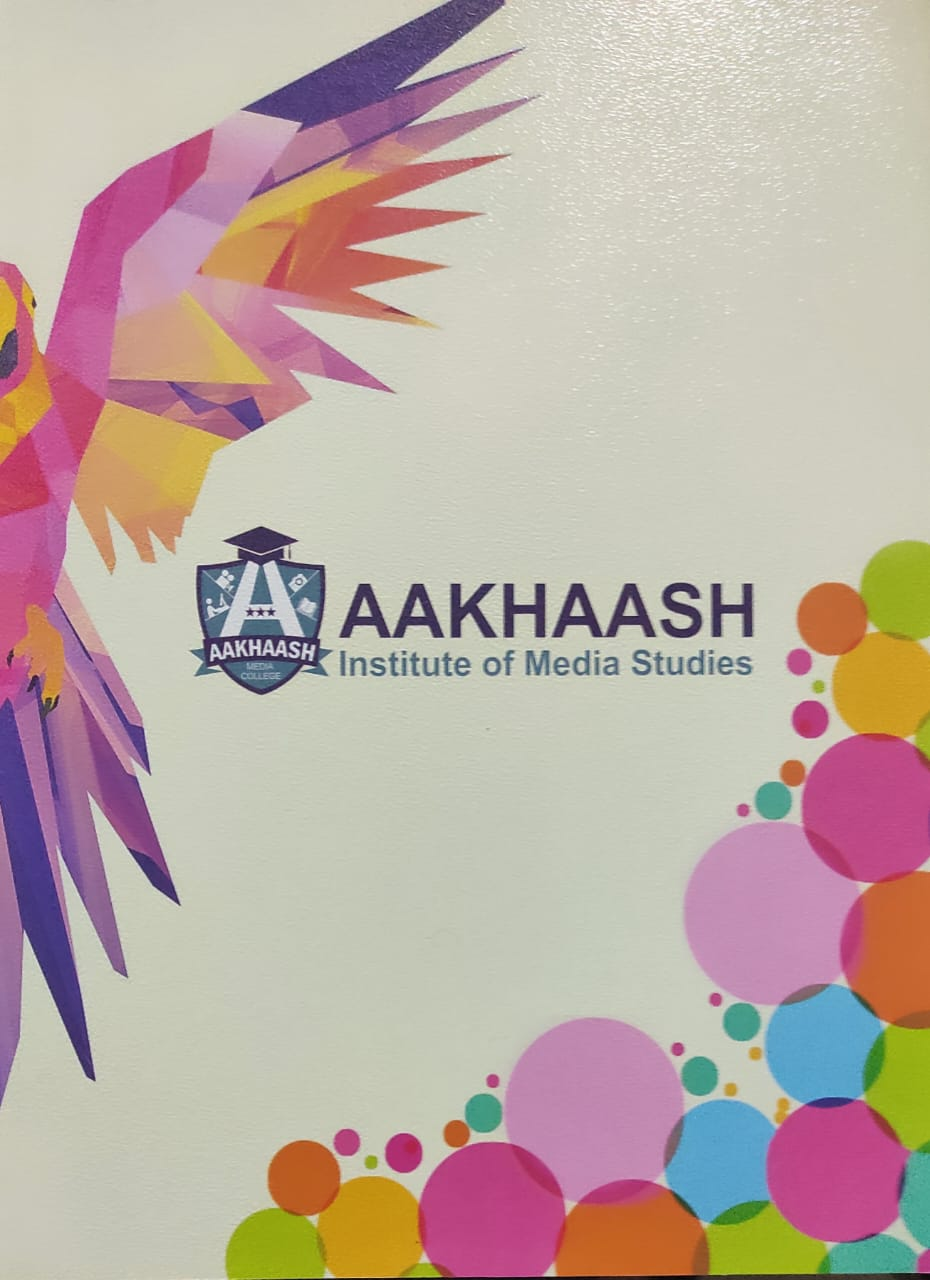 A
AAKHAASH
MEDIA
COLLEGE
AAKHAASH
Institute of Media Studies